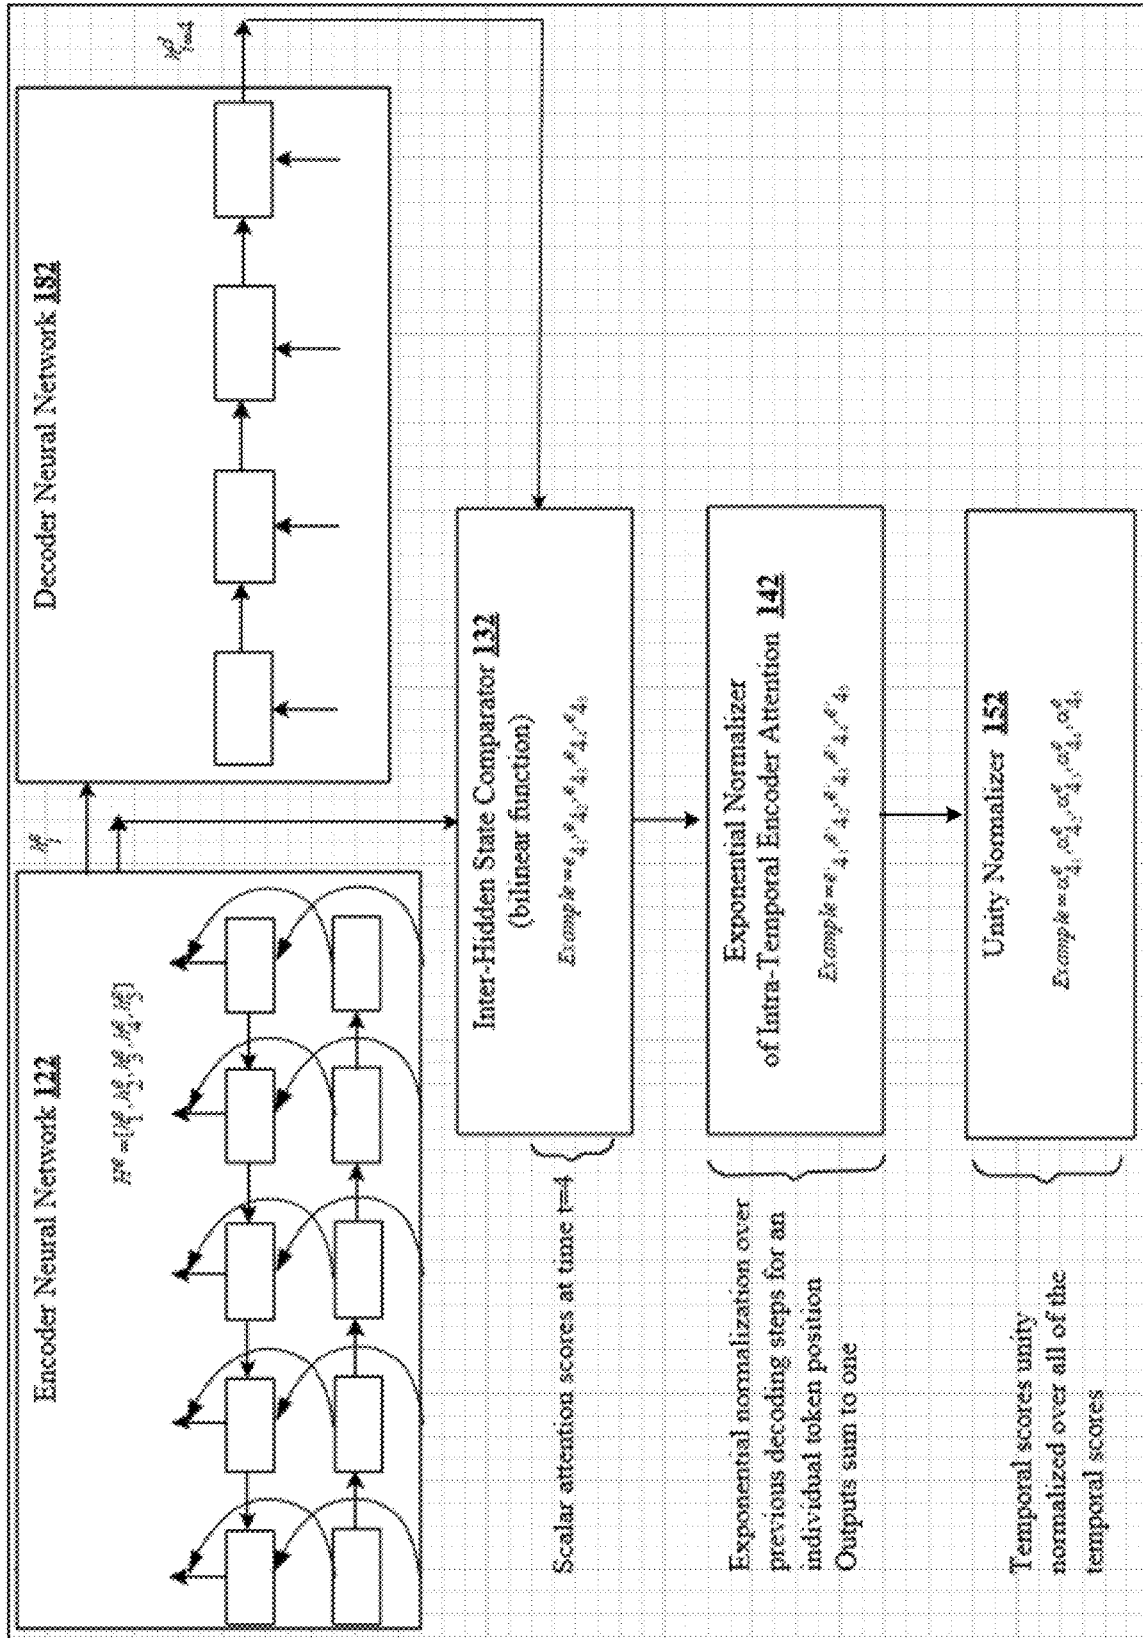 Encoder Neural Network 122
Decoder Neural Network 182
Inter-Hidden State Comparator 132
(bilinear function)
Scalar attention scores at time t=4
Exponential Normalizer
of Intra-Temporal Encoder Attention 142
Exponential normalization over
previous decoding steps for an
individual token position
Outputs sum to one
Unity Normalizer 152
Temporal scores unity
normalized over all of the
temporal scores